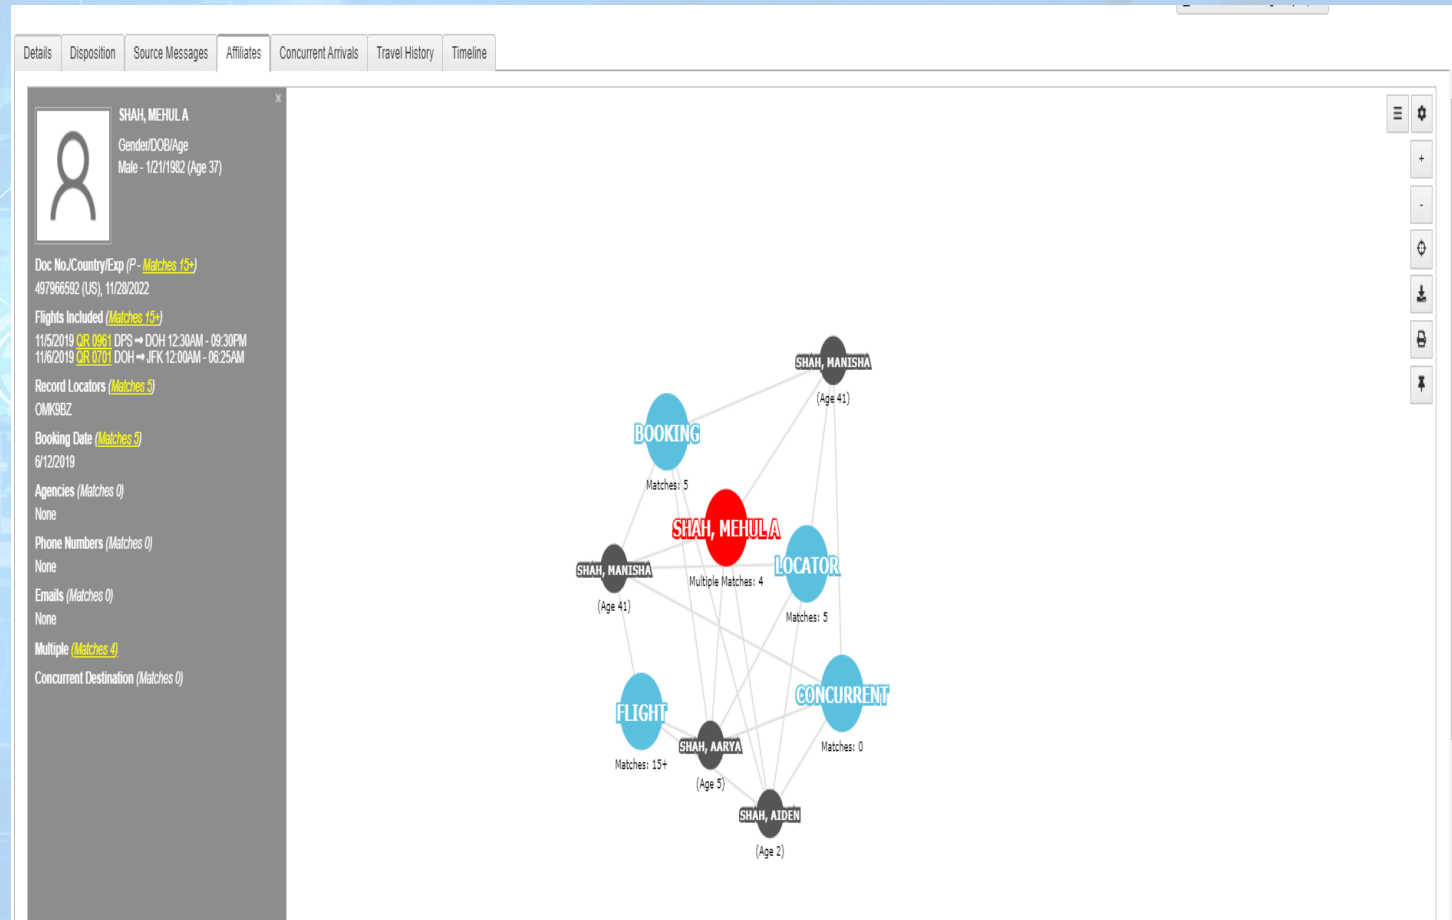 Details Disposition Source Messages Affiliates Concurrent Arrivals Travel History Timeline
x
SHAH, MEHUL A
Gender/DOB/Age
Male - 1/21/1982 (Age 37)
Doc No./Country/Exp (P - Matches 15+)
497966592 (US), 11/28/2022
Flights Included (Matches 15+)
11/5/2019 QR 0961 DPS ➡ DOH 12:30AM - 09:30PM
11/6/2019 QR 0701 DOH ➡ JFK 12:00AM - 06:25AM
Record Locators (Matches 5)
OMK9BZ
Booking Date (Matches 5)
6/12/2019
Agencies (Matches 0)
None
Phone Numbers (Matches 0)
None
Emails (Matches 0)
None
Multiple (Matches 4)
Concurrent Destination (Matches 0)
+
-
SHAH, MANISHA
(Age 41)
BOOKING
Matches: 5
SHAH, MEHUL A
Multiple Matches: 4
LOCATOR
Matches: 5
SHAH, MANISHA
(Age 41)
CONCURRENT
Matches: 0
FLIGHT
Matches: 15+
SHAH, AARYA
(Age 5)
SHAH, AIDEN
(Age 2)